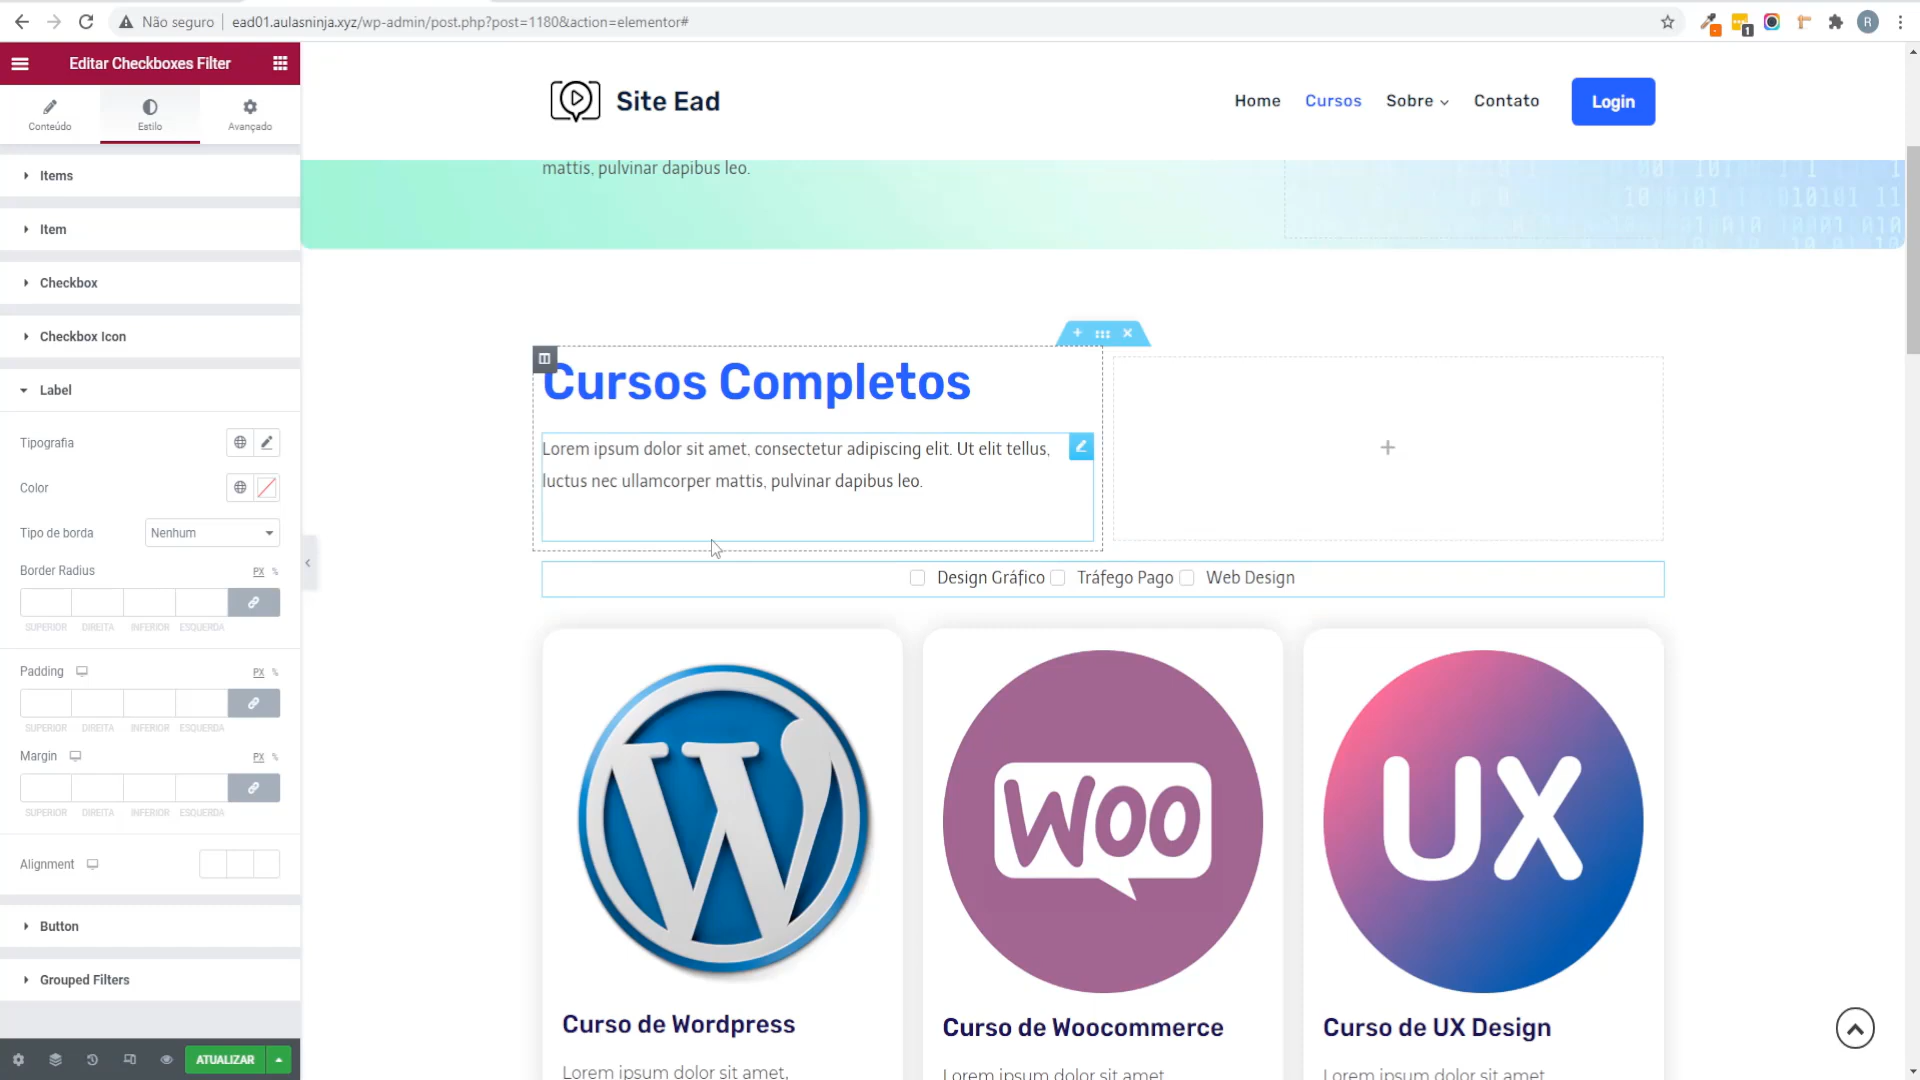 Não seguro
ead01.aulasninja.xyz/wp-admin/post.php?post=1180&action=elementor#
1
R
Editar Checkboxes Filter
Conteúdo
Estilo
Avançado
Items
Item
Checkbox
Checkbox Icon
Label
Tipografia
Color
Tipo de borda
Nenhum
Border Radius
PX %
SUPERIOR DIREITA INFERIOR ESQUERDA
Padding
PX %
SUPERIOR DIREITA INFERIOR ESQUERDA
Margin
PX %
SUPERIOR DIREITA INFERIOR ESQUERDA
Alignment
Button
Grouped Filters
ATUALIZAR
Site Ead
Home Cursos Sobre Contato Login
mattis, pulvinar dapibus leo.
Cursos Completos
Lorem ipsum dolor sit amet, consectetur adipiscing elit. Ut elit tellus,
luctus nec ullamcorper mattis, pulvinar dapibus leo.
Design Gráfico Tráfego Pago Web Design
W
Woo
UX
Curso de Wordpress
Curso de Woocommerce
Curso de UX Design
Lorem ipsum dolor sit amet,
Lorem ipsum dolor sit amet
Lorem ipsum dolor sit amet